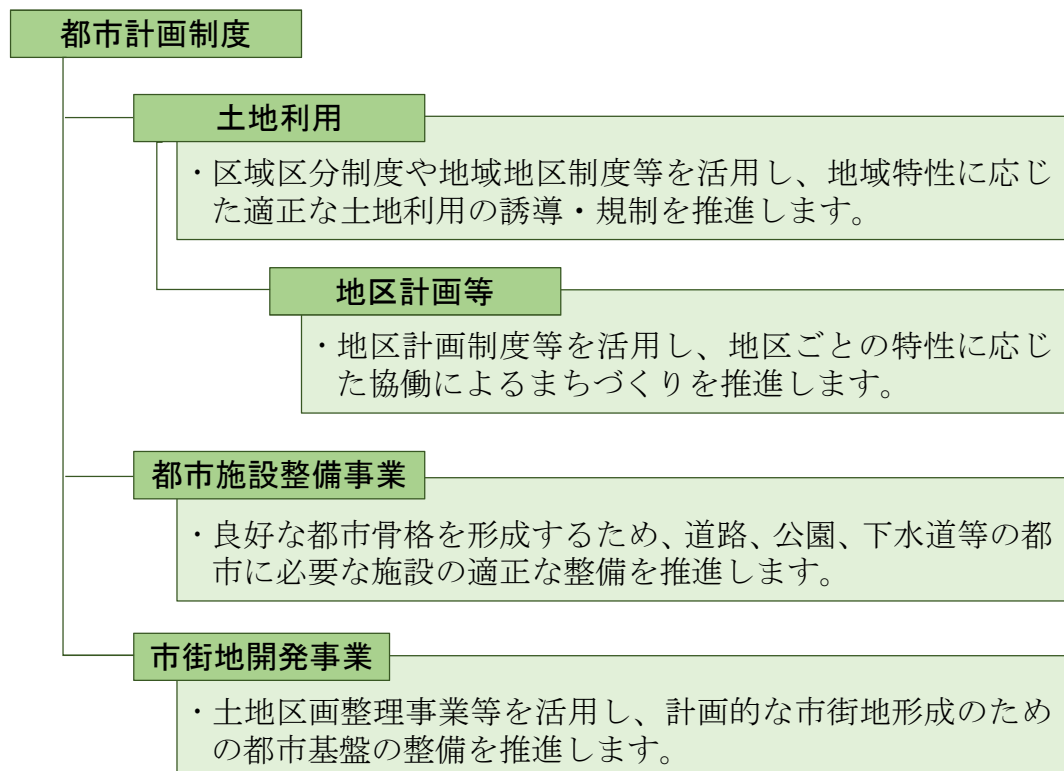 都市計画制度
土地利用
・区域区分制度や地域地区制度等を活用し、地域特性に応じ
た適正な土地利用の誘導・規制を推進します。
地区計画等
・地区計画制度等を活用し、地区ごとの特性に応じ
た協働によるまちづくりを推進します。
都市施設整備事業
・良好な都市骨格を形成するため、道路、公園、下水道等の都
市に必要な施設の適正な整備を推進します。
市街地開発事業
・土地区画整理事業等を活用し、計画的な市街地形成のため
の都市基盤の整備を推進します。